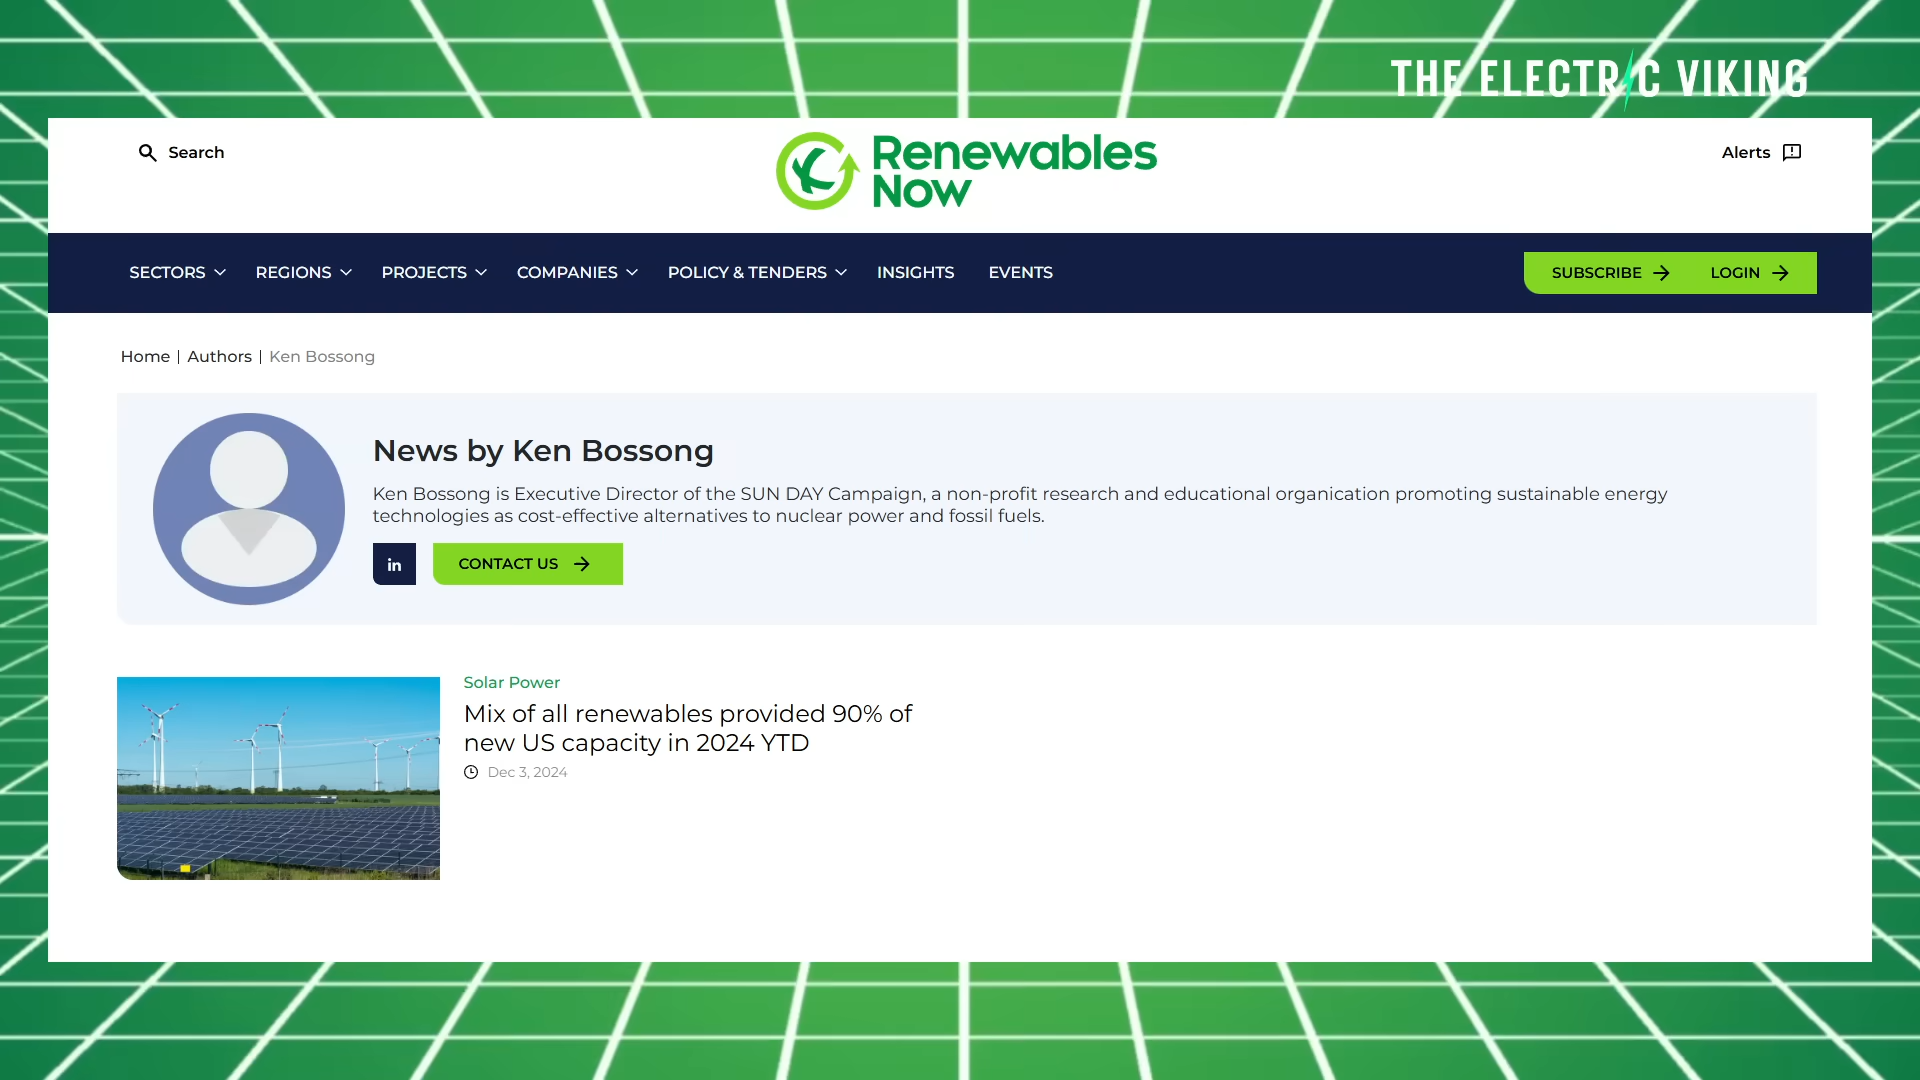 THE ELECTRIC VIKING
Search
Renewables
Now
Alerts
SECTORS REGIONS PROJECTS COMPANIES POLICY & TENDERS INSIGHTS EVENTS SUBSCRIBE LOGIN
Home | Authors | Ken Bossong
News by Ken Bossong
Ken Bossong is Executive Director of the SUN DAY Campaign, a non-profit research and educational organication promoting sustainable energy
technologies as cost-effective alternatives to nuclear power and fossil fuels.
in CONTACT US
Solar Power
Mix of all renewables provided 90% of
new US capacity in 2024 YTD
Dec 3, 2024